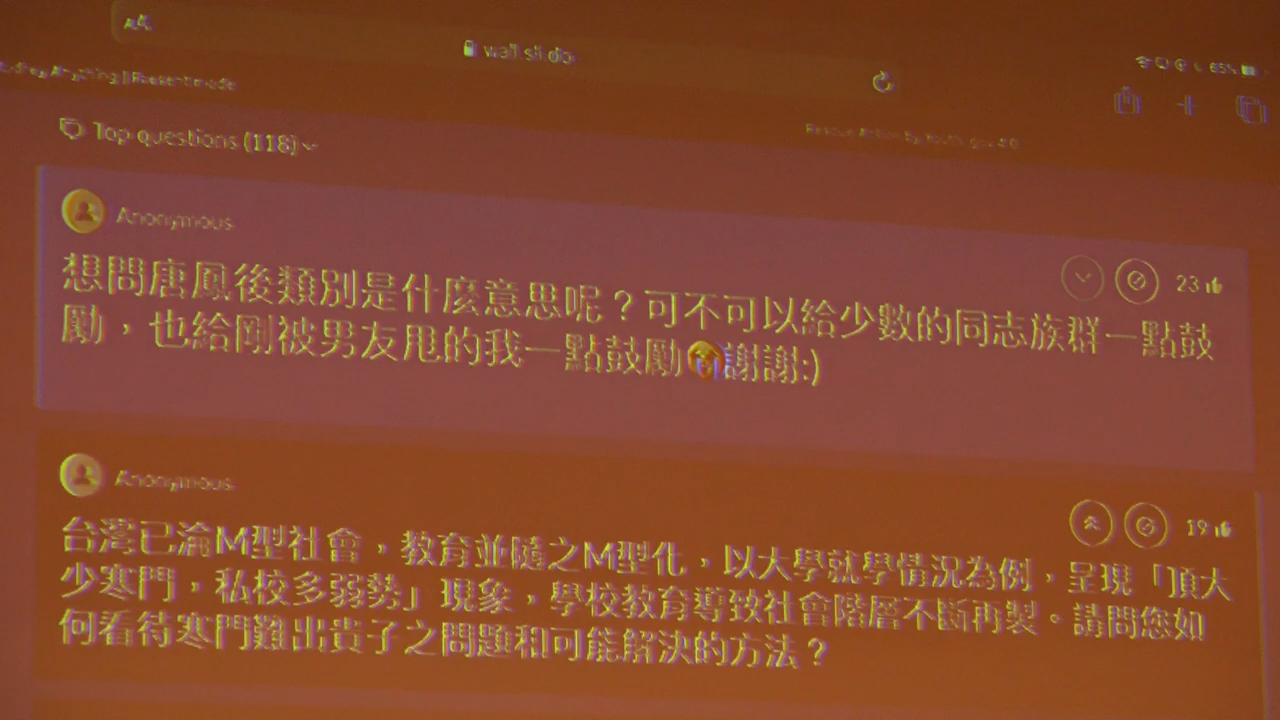 AA
wall.sli.do
65%
Top questions (118)
Anonymous
23
想問唐鳳後類別是什麼意思呢？可不可以給少數的同志族群一點鼓
勵，也給剛被男友甩的我一點鼓勵😭謝謝:)
Anonymous
19
台灣已淪M型社會，教育並隨之M型化，以大學就學情況為例，呈現「頂大
少寒門，私校多弱勢」現象，學校教育導致社會階層不斷再製。請問您如
何看待寒門難出貴子之問題和可能解決的方法？